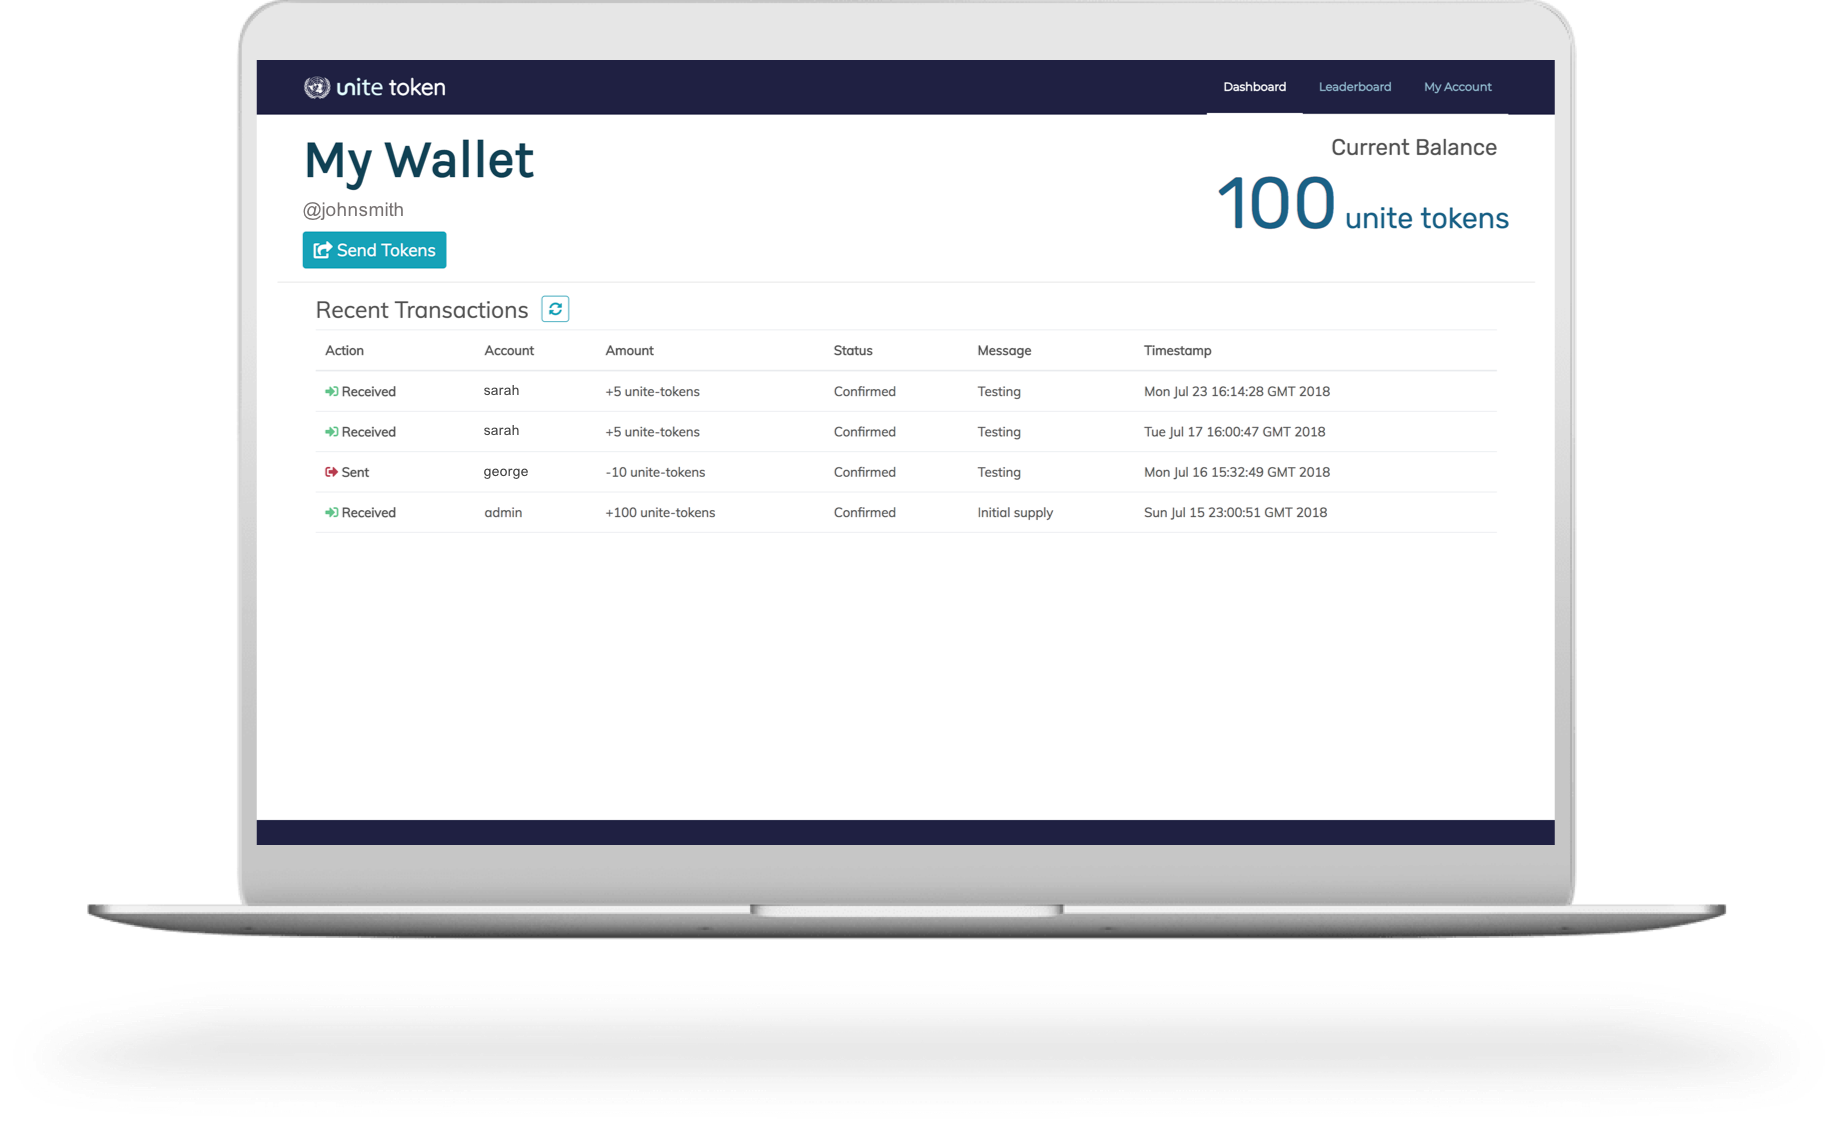 unite token
Dashboard Leaderboard My Account
My Wallet
@johnsmith
Send Tokens
Current Balance
100 unite tokens
Recent Transactions
Action Account Amount Status Message Timestamp
Received sarah +5 unite-tokens Confirmed Testing Mon Jul 23 16:14:28 GMT 2018
Received sarah +5 unite-tokens Confirmed Testing Tue Jul 17 16:00:47 GMT 2018
Sent george -10 unite-tokens Confirmed Testing Mon Jul 16 15:32:49 GMT 2018
Received admin +100 unite-tokens Confirmed Initial supply Sun Jul 15 23:00:51 GMT 2018